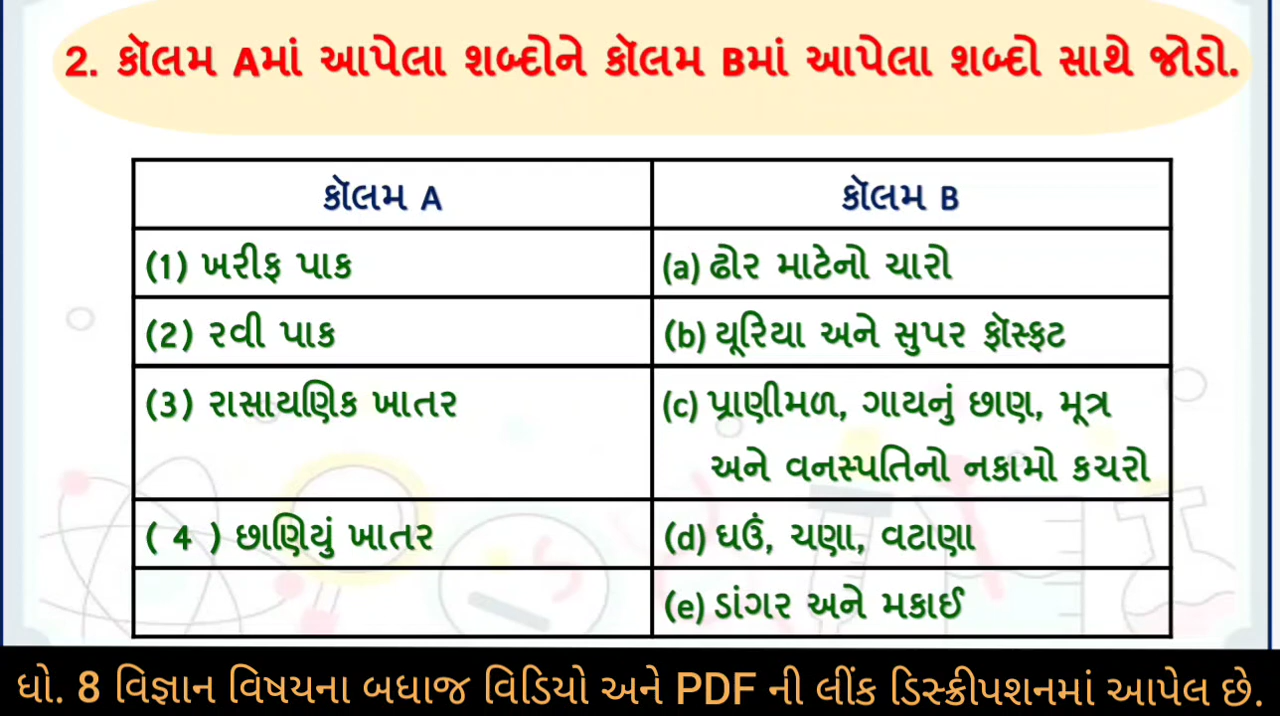 2. કૉલમ Aમાં આપેલા શબ્દોને કૉલમ Bમાં આપેલા શબ્દો સાથે જોડો.
કૉલમ A કૉલમ B
(1) ખરીફ પાક (a) ઢોર માટેનો ચારો
(2) રવી પાક (b) યૂરિયા અને સુપર ફૉસ્ફટ
(3) રાસાયણિક ખાતર (c) પ્રાણીમળ, ગાયનું છાણ, મૂત્ર
અને વનસ્પતિનો નકામો કચરો
( 4 ) છાણિયું ખાતર (d) ઘઉં, ચણા, વટાણા
(e) ડાંગર અને મકાઈ
ધો. 8 વિજ્ઞાન વિષયના બધાજ વિડિયો અને PDF ની લીંક ડિસ્ક્રીપશનમાં આપેલ છે.